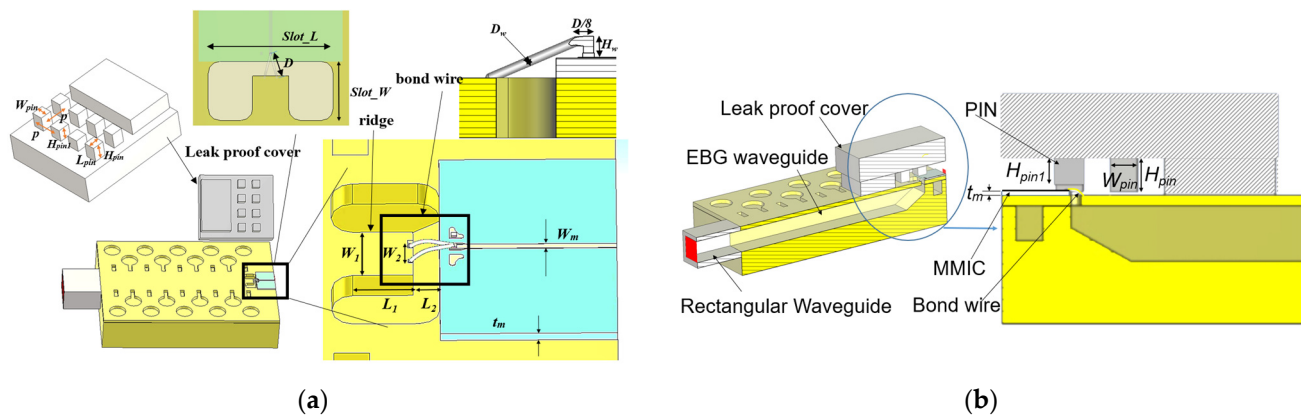 Slot_L
D
Slot_W
D/8
Dw
Hw
bond wire
ridge
Wpin
p
p
Hpin1
Lpin
Hpin
Leak proof cover
W1
W2
Wm
L1
L2
tm
(a)
Leak proof cover
EBG waveguide
Rectangular Waveguide
PIN
Hpin1
Wpin
Hpin
tm
MMIC
Bond wire
(b)